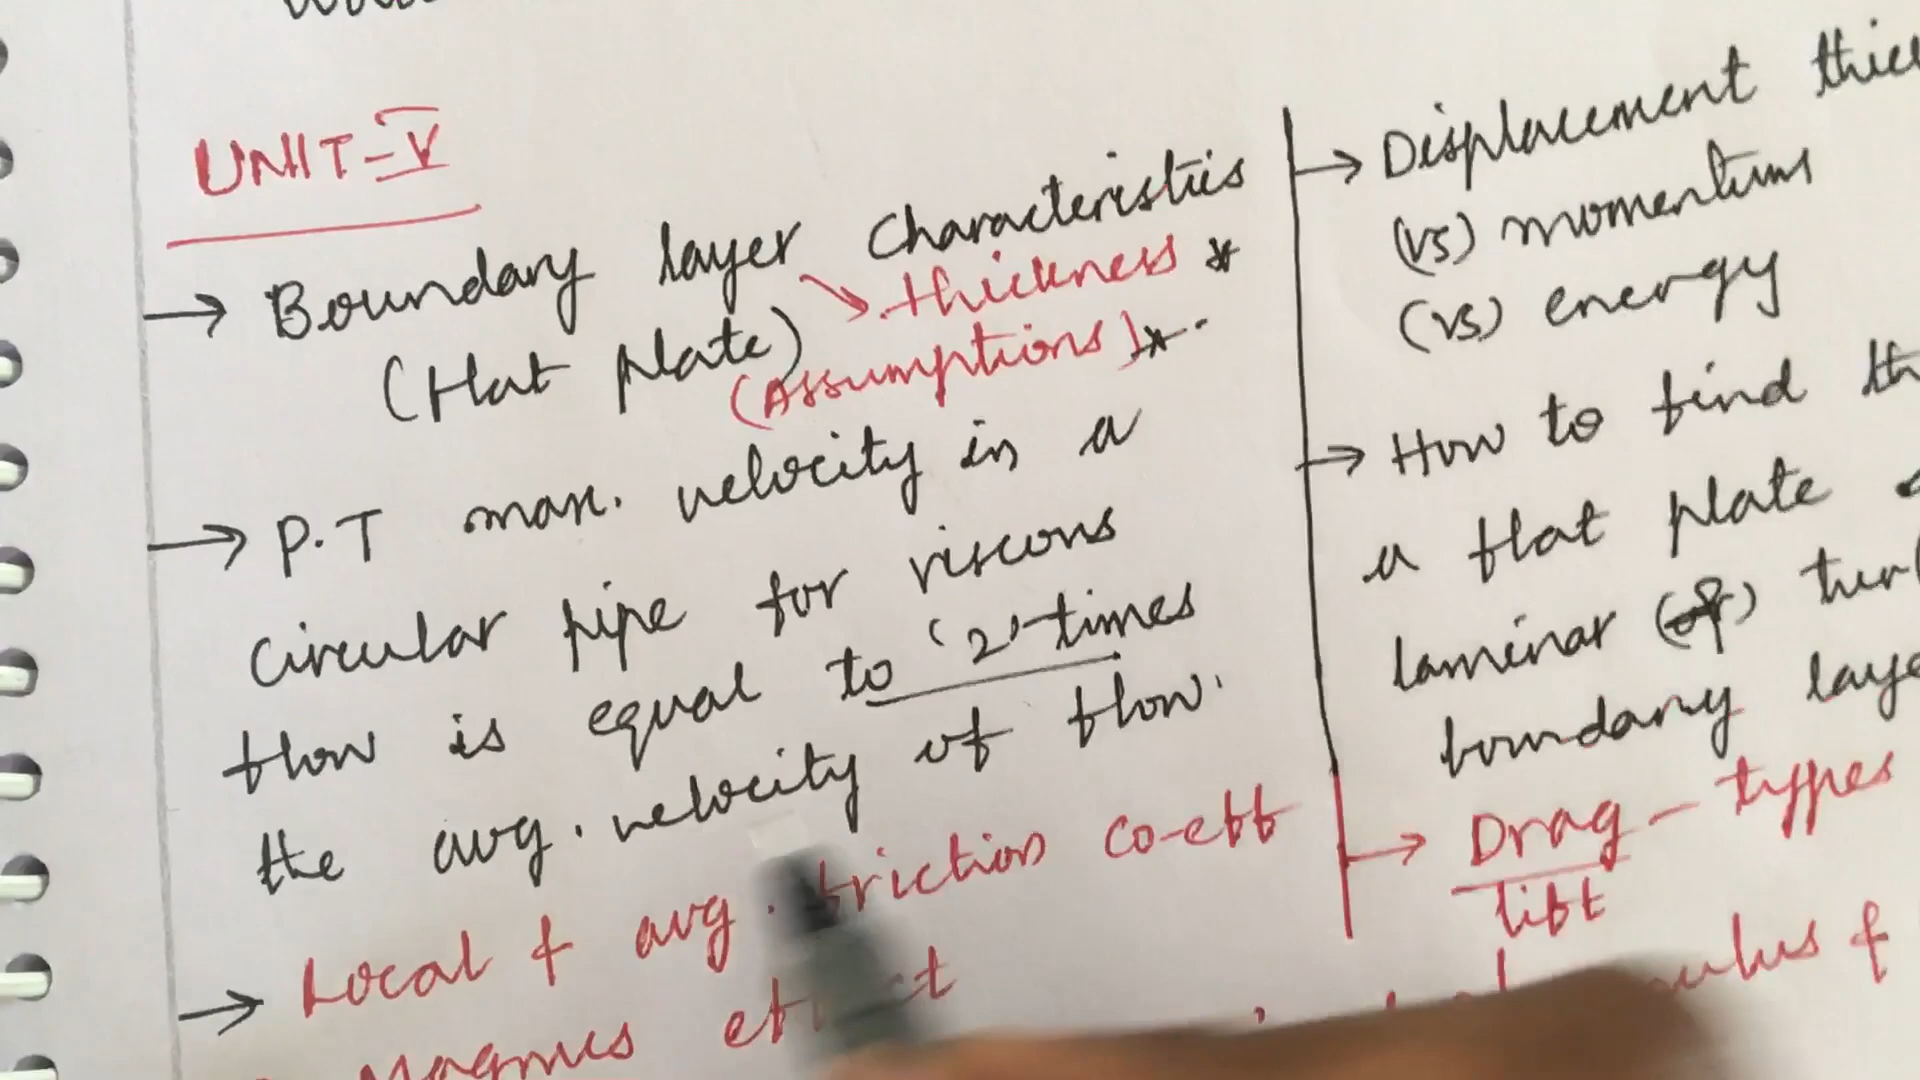 UNIT-V
→ Boundary layer characteristics
(flat plate) ↘ thickness *
(Assumptions) *
→ P.T max. velocity in a
circular pipe for viscous
flow is equal to '2' times
the avg. velocity of flow.
→ Local & avg. friction co-eff
Magnus effect
→ Displacement
(vs) momentum
(vs) energy
→ How to find
a flat plate
laminar (or)
boundary
→ Drag - types
lift